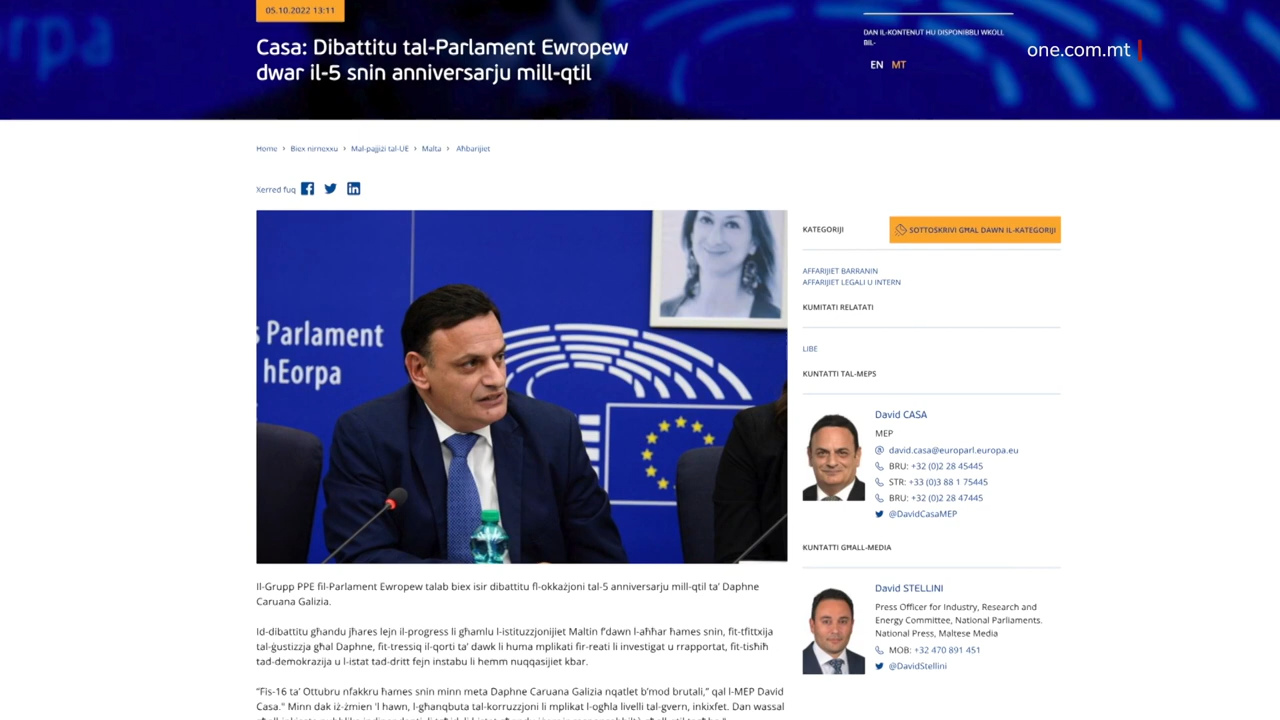 05.10.2022 13:11
Casa: Dibattitu tal-Parlament Ewropew
dwar il-5 snin anniversarju mill-qtil
DAN IL-KONTENUT HU DISPONIBBLI WKOLL
BIL-
EN MT
one.com.mt
Home › Biex nirnexxu › Mal-pajjiżi tal-UE › Malta › Aħbarijiet
Xerred fuq
Parlament
hEorpa
KATEGORIJI
SOTTOSKRIVI GĦAL DAWN IL-KATEGORIJI
AFFARIJIET BARRANIN
AFFARIJIET LEGALI U INTERN
KUMITATI RELATATI
LIBE
KUNTATTI TAL-MEPS
David CASA
MEP
david.casa@europarl.europa.eu
BRU: +32 (0)2 28 45445
STR: +33 (0)3 88 1 75445
BRU: +32 (0)2 28 47445
@DavidCasaMEP
KUNTATTI GĦALL-MEDIA
David STELLINI
Press Officer for Industry, Research and
Energy Committee, National Parliaments.
National Press, Maltese Media
MOB: +32 470 891 451
@DavidStellini
Il-Grupp PPE fil-Parlament Ewropew talab biex isir dibattitu fl-okkażjoni tal-5 anniversarju mill-qtil ta' Daphne
Caruana Galizia.
Id-dibattitu għandu jħares lejn il-progress li għamlu l-istituzzjonijiet Maltin f'dawn l-aħħar ħames snin, fit-tfittxija
tal-ġustizzja għal Daphne, fit-tressiq il-qorti ta' dawk li huma mplikati fir-reati li investigat u rrapportat, fit-tisħiħ
tad-demokrazija u l-istat tad-dritt fejn instabu li hemm nuqqasijiet kbar.
"Fis-16 ta' Ottubru nfakkru ħames snin minn meta Daphne Caruana Galizia nqatlet b'mod brutali," qal l-MEP David
Casa." Minn dak iż-żmien 'l hawn, l-għanqbuta tal-korruzzjoni li mplikat l-ogħla livelli tal-gvern, inkixfet. Dan wassal